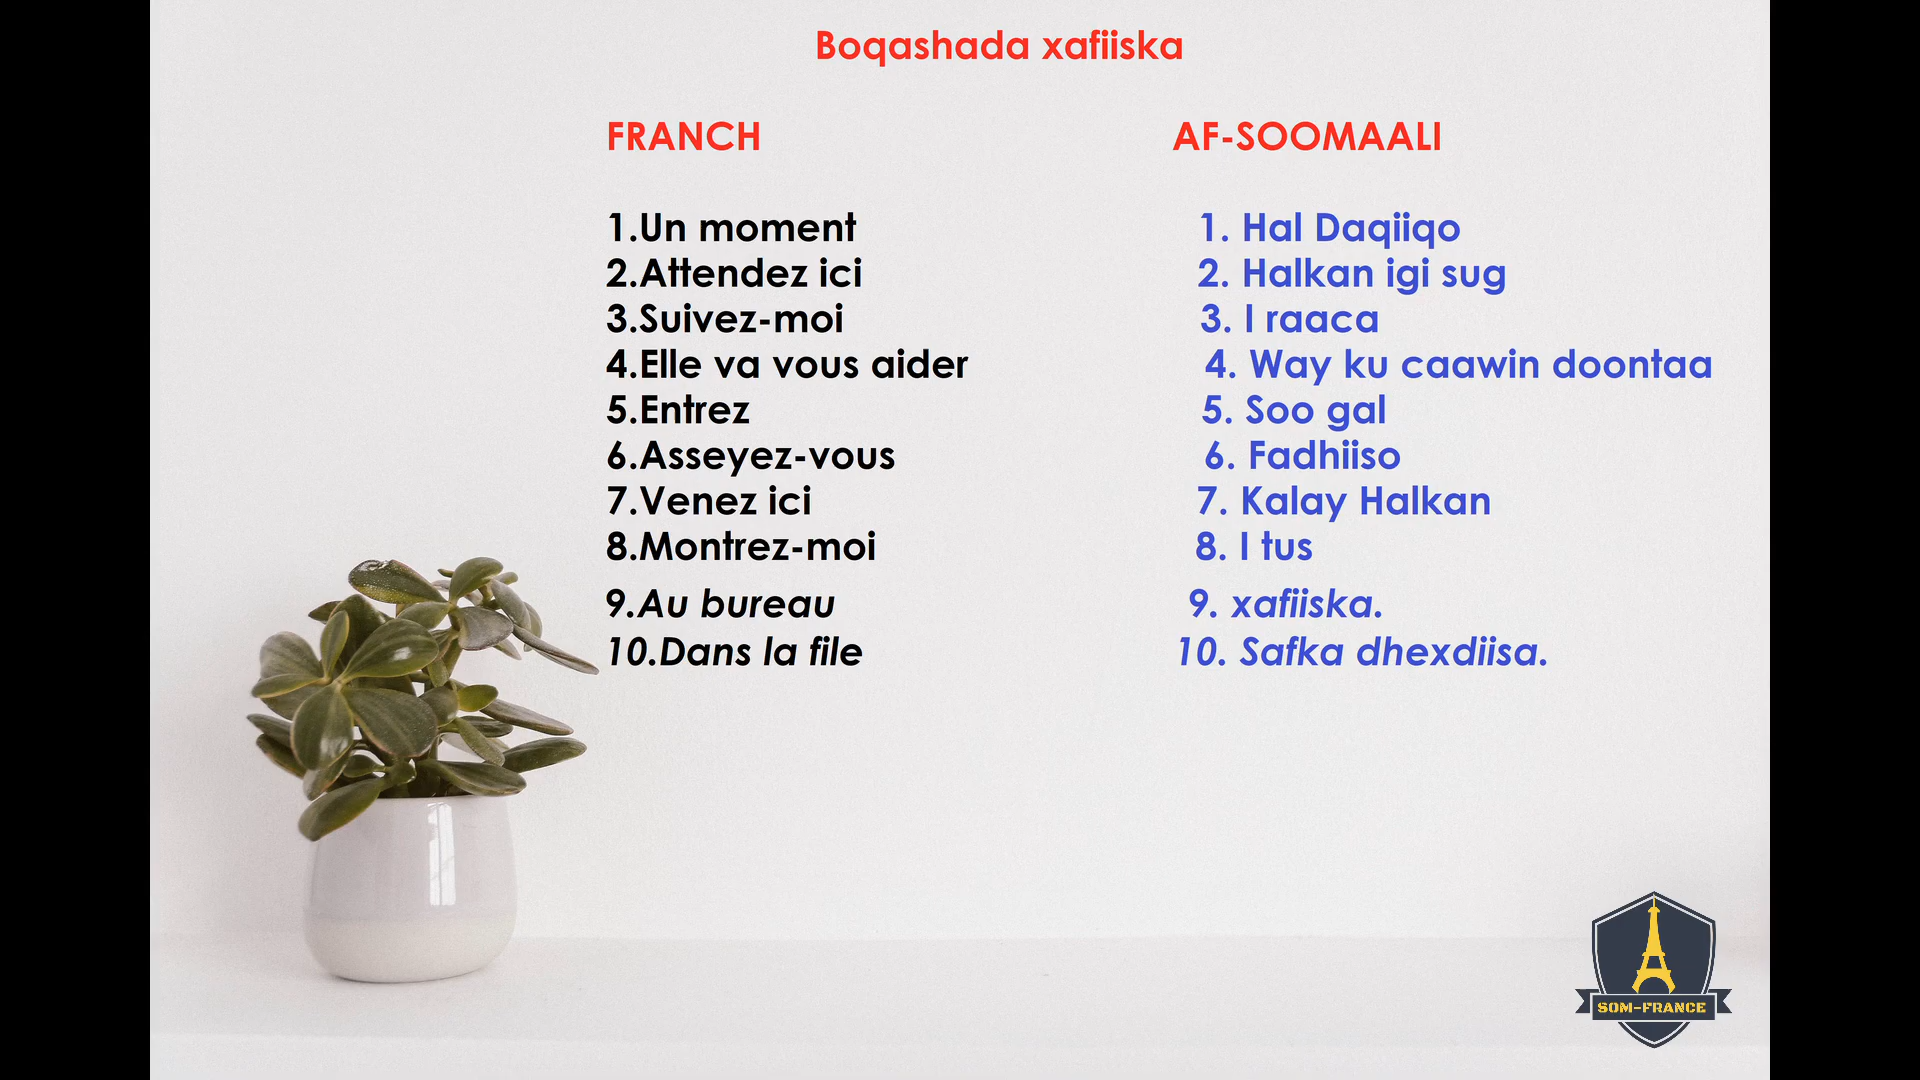 Boqashada xafiiska
FRANCH
AF-SOOMAALI
1.Un moment
1. Hal Daqiiqo
2.Attendez ici
2. Halkan igi sug
3.Suivez-moi
3. I raaca
4.Elle va vous aider
4. Way ku caawin doontaa
5.Entrez
5. Soo gal
6.Asseyez-vous
6. Fadhiiso
7.Venez ici
7. Kalay Halkan
8.Montrez-moi
8. I tus
9.Au bureau
9. xafiiska.
10.Dans la file
10. Safka dhexdiisa.
SOM-FRANCE